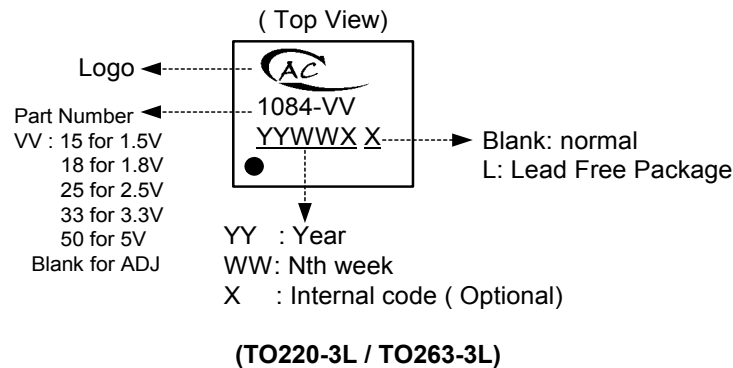 ( Top View)
Logo
AC
Part Number
1084-VV
VV : 15 for 1.5V
18 for 1.8V
25 for 2.5V
33 for 3.3V
50 for 5V
Blank for ADJ
YYWWX X
Blank: normal
L: Lead Free Package
YY : Year
WW: Nth week
X : Internal code ( Optional)
(TO220-3L / TO263-3L)